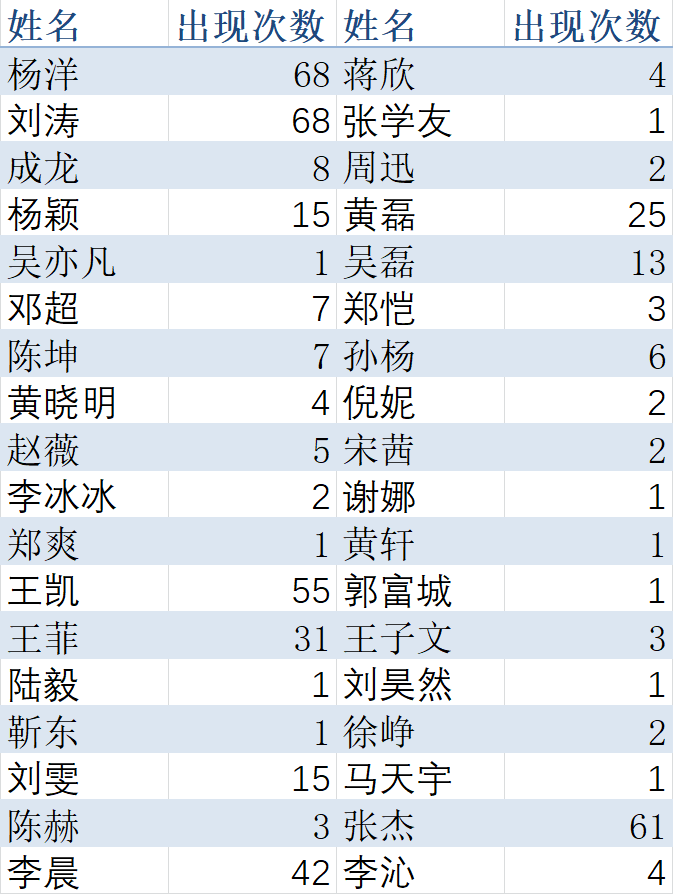 姓名 出现次数 姓名 出现次数
杨洋 68 蒋欣 4
刘涛 68 张学友 1
成龙 8 周迅 2
杨颖 15 黄磊 25
吴亦凡 1 吴磊 13
邓超 7 郑恺 3
陈坤 7 孙杨 6
黄晓明 4 倪妮 2
赵薇 5 宋茜 2
李冰冰 2 谢娜 1
郑爽 1 黄轩 1
王凯 55 郭富城 1
王菲 31 王子文 3
陆毅 1 刘昊然 1
靳东 1 徐峥 2
刘雯 15 马天宇 1
陈赫 3 张杰 61
李晨 42 李沁 4